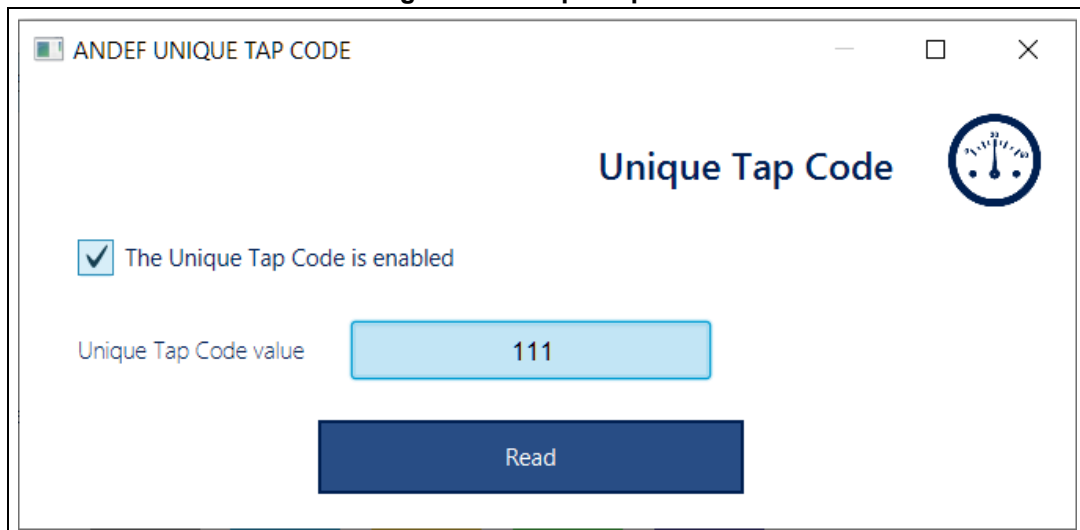 ANDEF UNIQUE TAP CODE
Unique Tap Code
The Unique Tap Code is enabled
Unique Tap Code value
111
Read